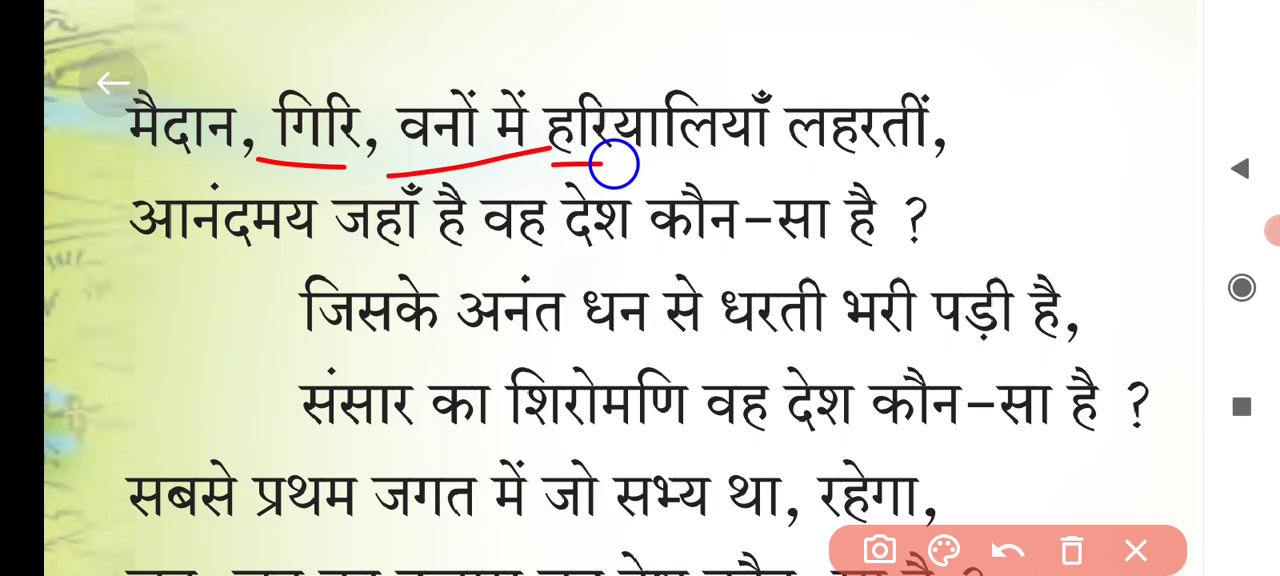 मैदान, गिरि, वनों में हरियालियाँ लहरतीं,
आनंदमय जहाँ है वह देश कौन-सा है ?
जिसके अनंत धन से धरती भरी पड़ी है,
संसार का शिरोमणि वह देश कौन-सा है ?
सबसे प्रथम जगत में जो सभ्य था, रहेगा,